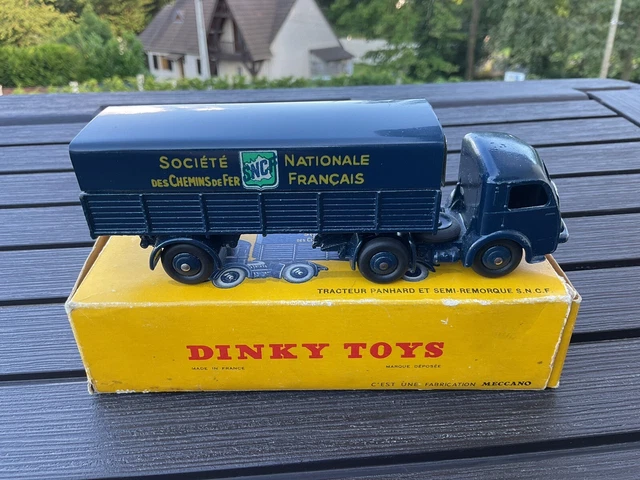 SOCIÉTÉ SNCF NATIONALE
DES CHEMINS DE FER FRANÇAIS
TRACTEUR PANHARD ET SEMI-REMORQUE S.N.C.F
DINKY TOYS
MADE IN FRANCE MARQUE DÉPOSÉE
C'EST UNE FABRICATION MECCANO